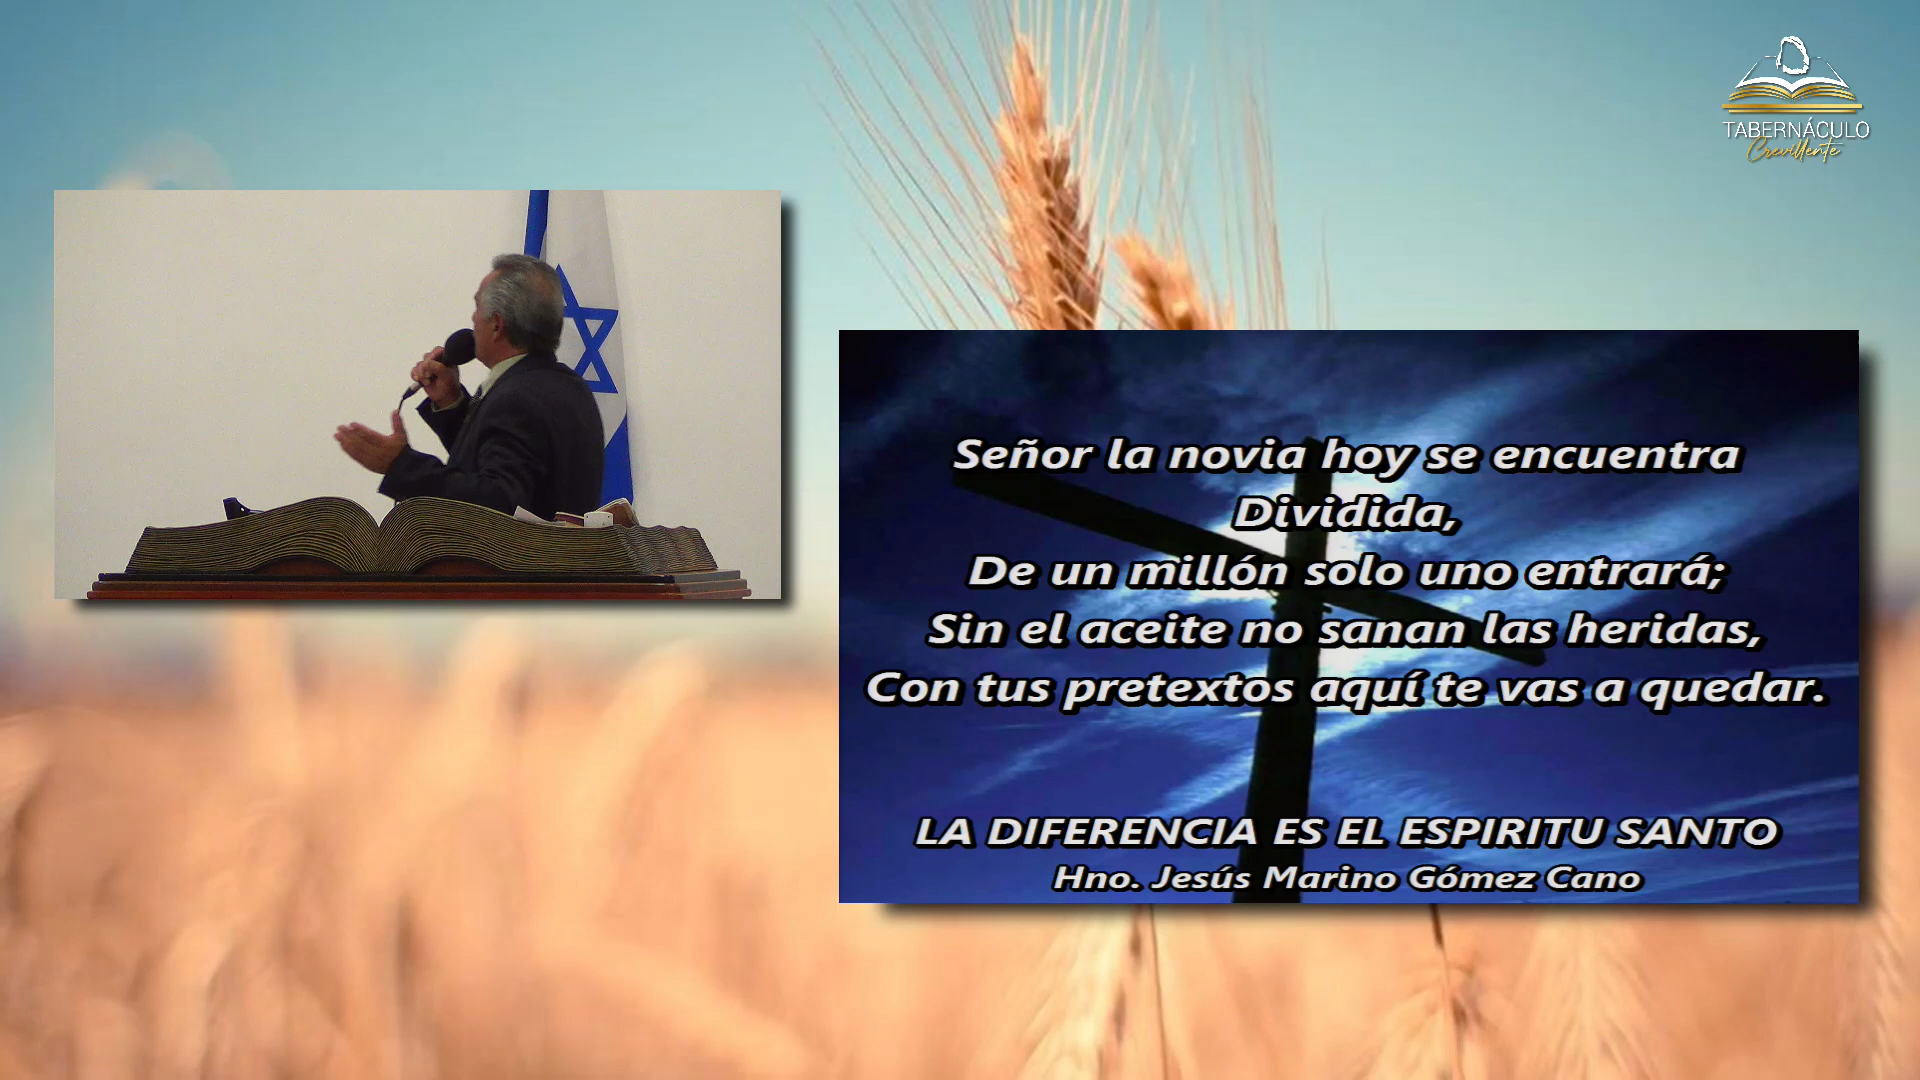 TABERNÁCULO
Crevillente
Señor la novia hoy se encuentra
Dividida,
De un millón solo uno entrará;
Sin el aceite no sanan las heridas,
Con tus pretextos aquí te vas a quedar.
LA DIFERENCIA ES EL ESPIRITU SANTO
Hno. Jesús Marino Gómez Cano